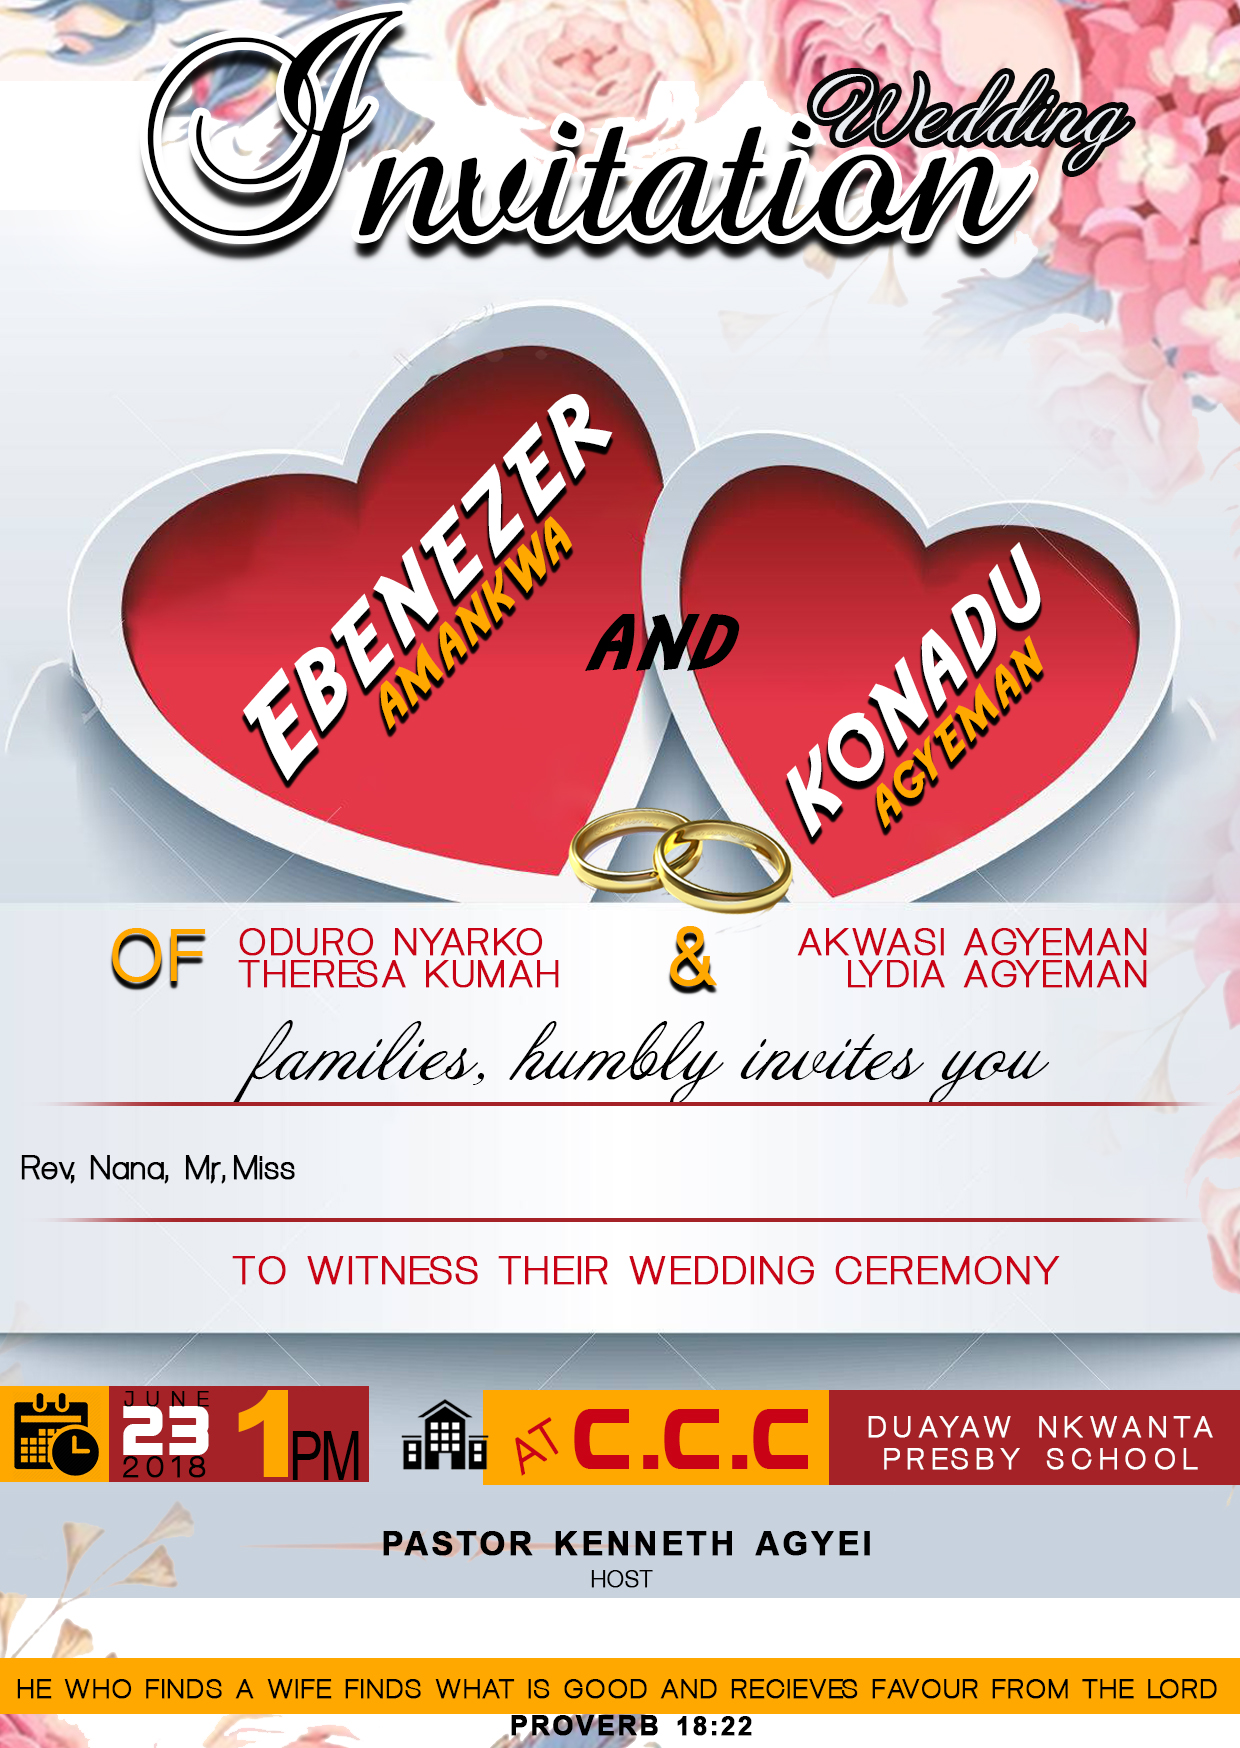 Wedding
Invitation
EBENEZER
AMANKWA
AND
KONADU
AGYEMAN
OF
ODURO NYARKO
THERESA KUMAH
&
AKWASI AGYEMAN
LYDIA AGYEMAN
families, humbly invites you
Rev, Nana, Mr, Miss
TO WITNESS THEIR WEDDING CEREMONY
JUNE
23
2018
1PM
AT C.C.C
DUAYAW NKWANTA
PRESBY SCHOOL
PASTOR KENNETH AGYEI
HOST
HE WHO FINDS A WIFE FINDS WHAT IS GOOD AND RECIEVES FAVOUR FROM THE LORD
PROVERB 18:22